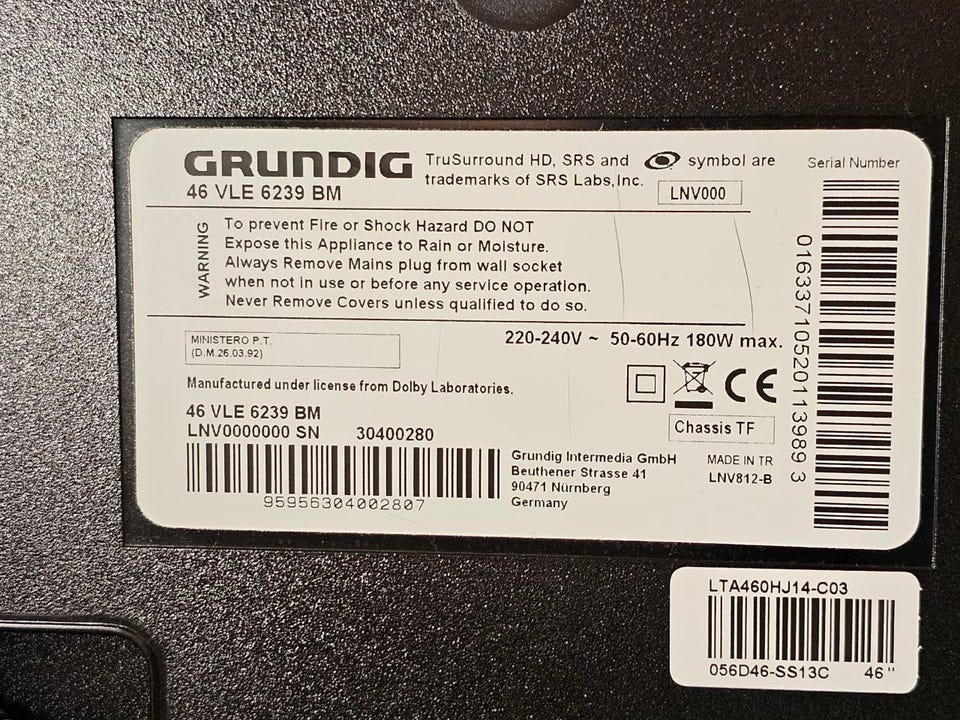 GRUNDIG
46 VLE 6239 BM
TruSurround HD, SRS and symbol are
trademarks of SRS Labs, Inc.
LNV000
Serial Number
WARNING
To prevent Fire or Shock Hazard DO NOT
Expose this Appliance to Rain or Moisture.
Always Remove Mains plug from wall socket
when not in use or before any service operation.
Never Remove Covers unless qualified to do so.
0163371052011398​9 3
MINISTERO P.T.
(D.M.26.03.92)
220-240V ~ 50-60Hz 180W max.
Manufactured under license from Dolby Laboratories.
CE
46 VLE 6239 BM
LNV0000000 SN 30400280
Chassis TF
9595630400280​7
Grundig Intermedia GmbH
Beuthener Strasse 41
90471 Nürnberg
Germany
MADE IN TR
LNV812-B
LTA460HJ14-C03
056D46-SS13C 46"